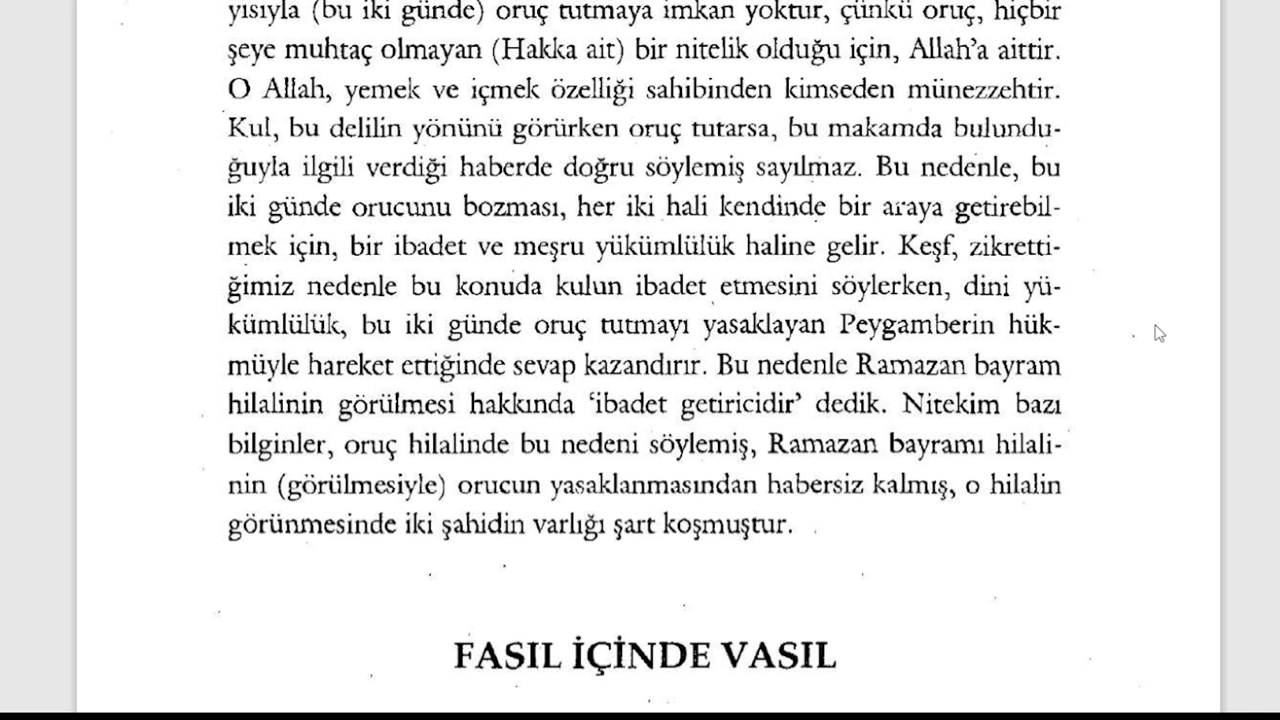 yısıyla (bu iki günde) oruç tutmaya imkan yoktur, çünkü oruç, hiçbir
şeye muhtaç olmayan (Hakka ait) bir nitelik olduğu için, Allah'a aittir.
O Allah, yemek ve içmek özelliği sahibinden kimseden münezzehtir.
Kul, bu delilin yönünü görürken oruç tutarsa, bu makamda bulundu-
ğuyla ilgili verdiği haberde doğru söylemiş sayılmaz. Bu nedenle, bu
iki günde orucunu bozması, her iki hali kendinde bir araya getirebil-
mek için, bir ibadet ve meşru yükümlülük haline gelir. Keşf, zikretti-
ğimiz nedenle bu konuda kulun ibadet etmesini söylerken, dini yü-
kümlülük, bu iki günde oruç tutmayı yasaklayan Peygamberin hük-
müyle hareket ettiğinde sevap kazandırır. Bu nedenle Ramazan bayram
hilalinin görülmesi hakkında 'ibadet getiricidir' dedik. Nitekim bazı
bilginler, oruç hilalinde bu nedeni söylemiş, Ramazan bayramı hilali-
nin (görülmesiyle) orucun yasaklanmasından habersiz kalmış, o hilalin
görünmesinde iki şahidin varlığı şart koşmuştur.
FASIL İÇİNDE VASIL